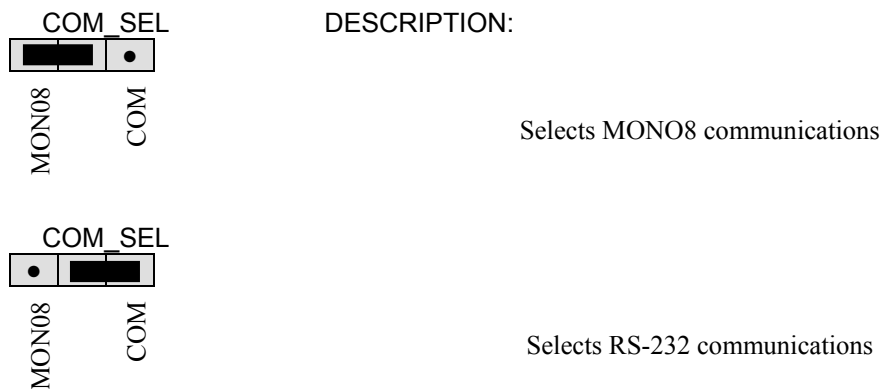 COM_SEL DESCRIPTION:
MON08 COM
Selects MONO8 communications
COM_SEL
MON08 COM
Selects RS-232 communications